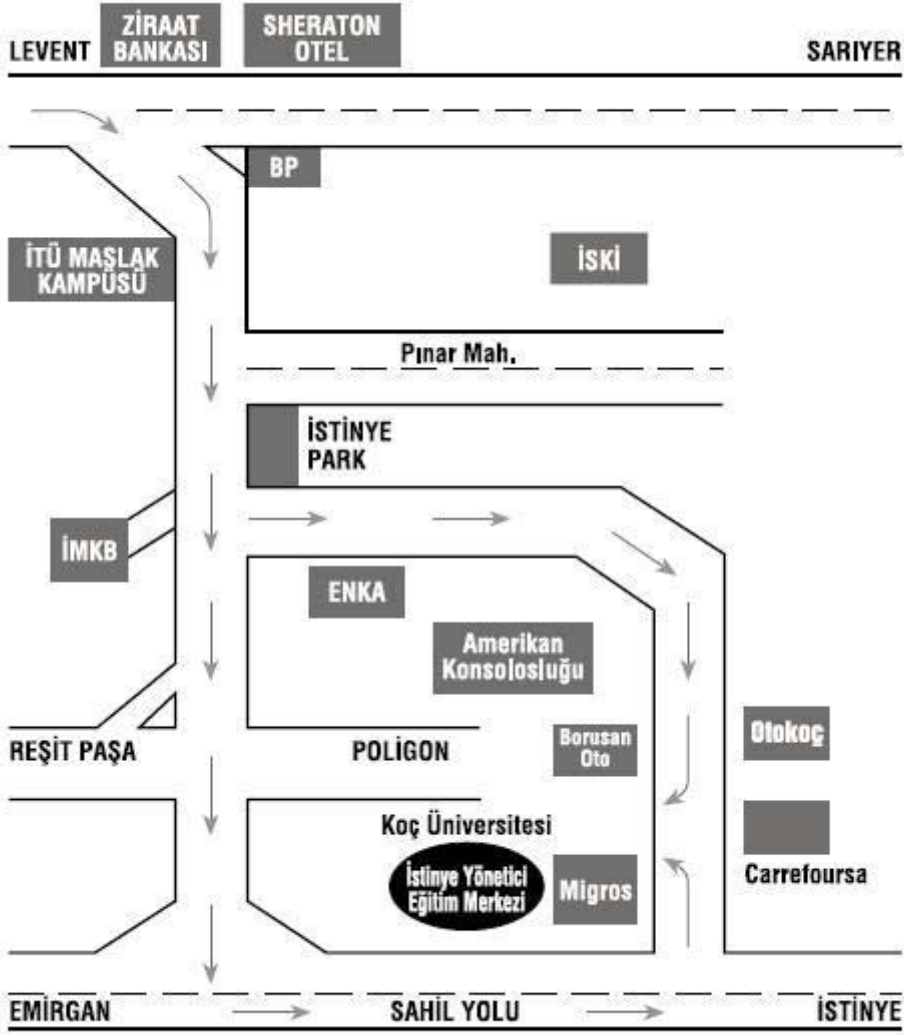 LEVENT
ZİRAAT
BANKASI
SHERATON
OTEL
SARIYER
BP
İTÜ MAŞLAK
KAMPÜSÜ
İSKİ
Pınar Mah.
İSTİNYE
PARK
İMKB
ENKA
Amerikan
Konsolosluğu
REŞİT PAŞA
POLİGON
Borusan
Oto
Otokoç
Koç Üniversitesi
İstinye Yönetici
Eğitim Merkezi
Migros
Carrefoursa
EMİRGAN
SAHİL YOLU
İSTİNYE